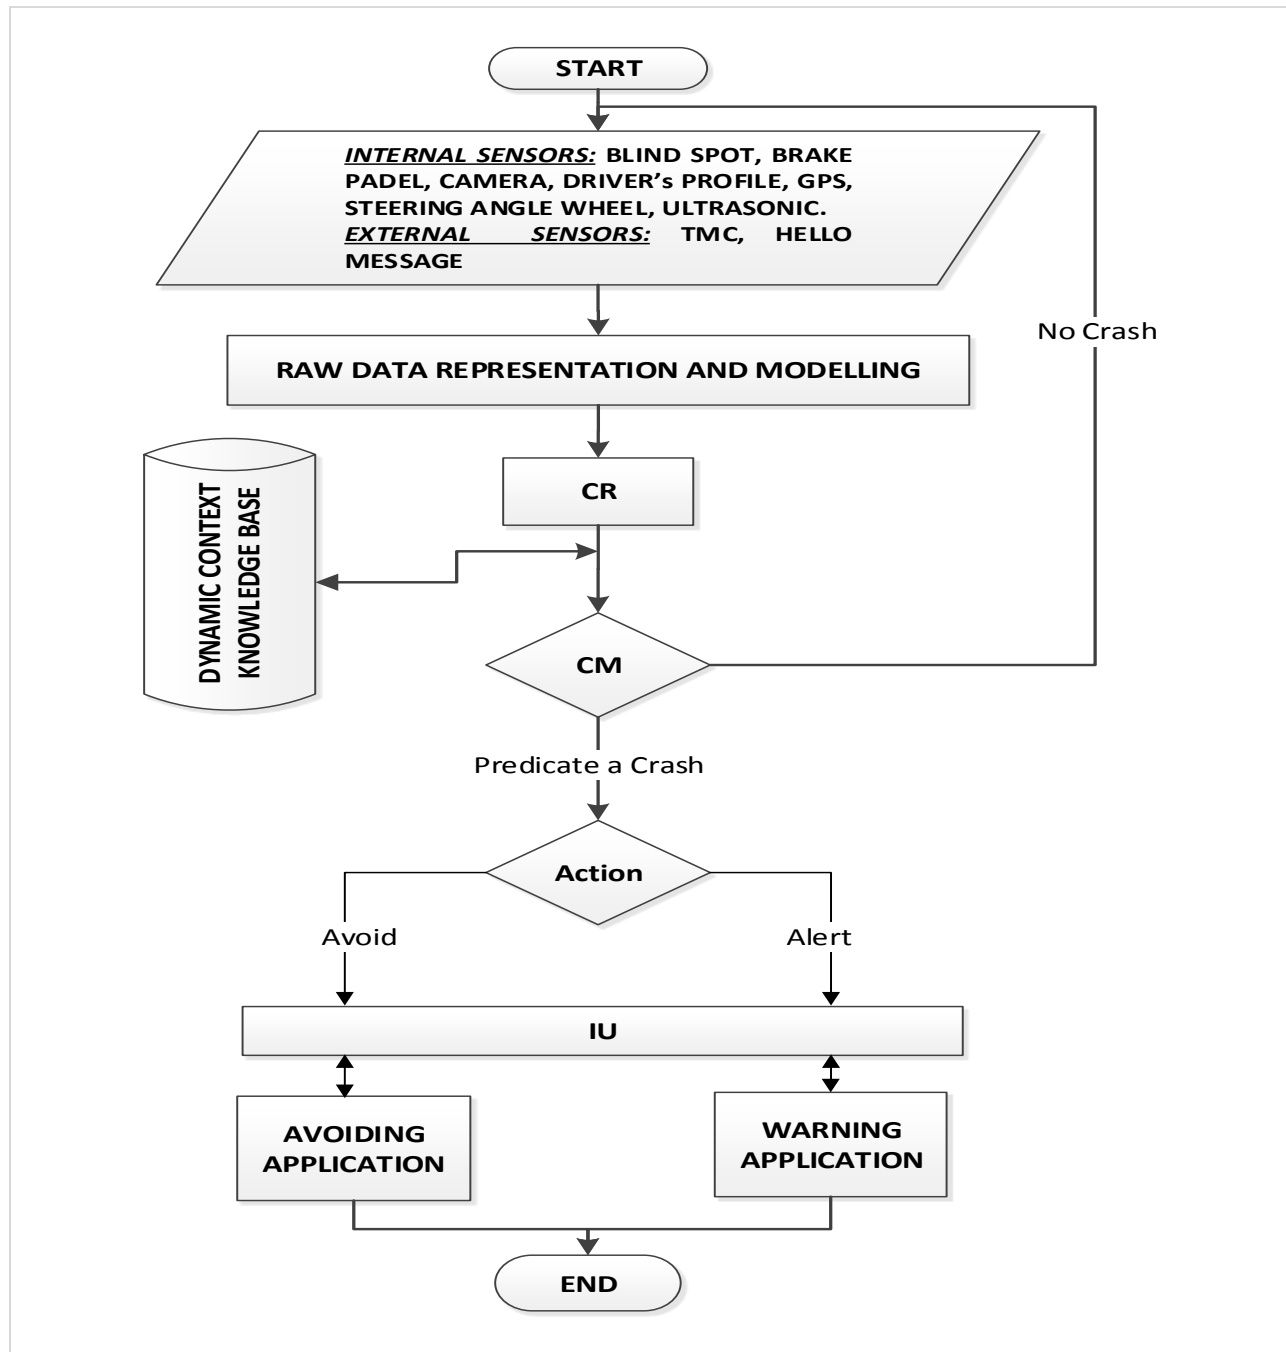 START
INTERNAL SENSORS: BLIND SPOT, BRAKE
PADEL, CAMERA, DRIVER's PROFILE, GPS,
STEERING ANGLE WHEEL, ULTRASONIC.
EXTERNAL SENSORS: TMC, HELLO
MESSAGE
No Crash
RAW DATA REPRESENTATION AND MODELLING
CR
DYNAMIC CONTEXT
KNOWLEDGE BASE
CM
Predicate a Crash
Action
Avoid
Alert
IU
AVOIDING
APPLICATION
WARNING
APPLICATION
END